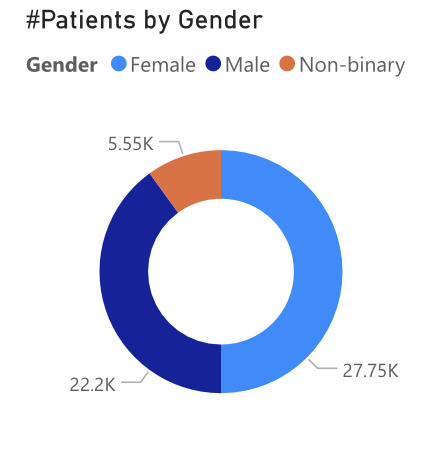 #Patients by Gender
Gender Female Male Non-binary
5.55K
22.2K
27.75K